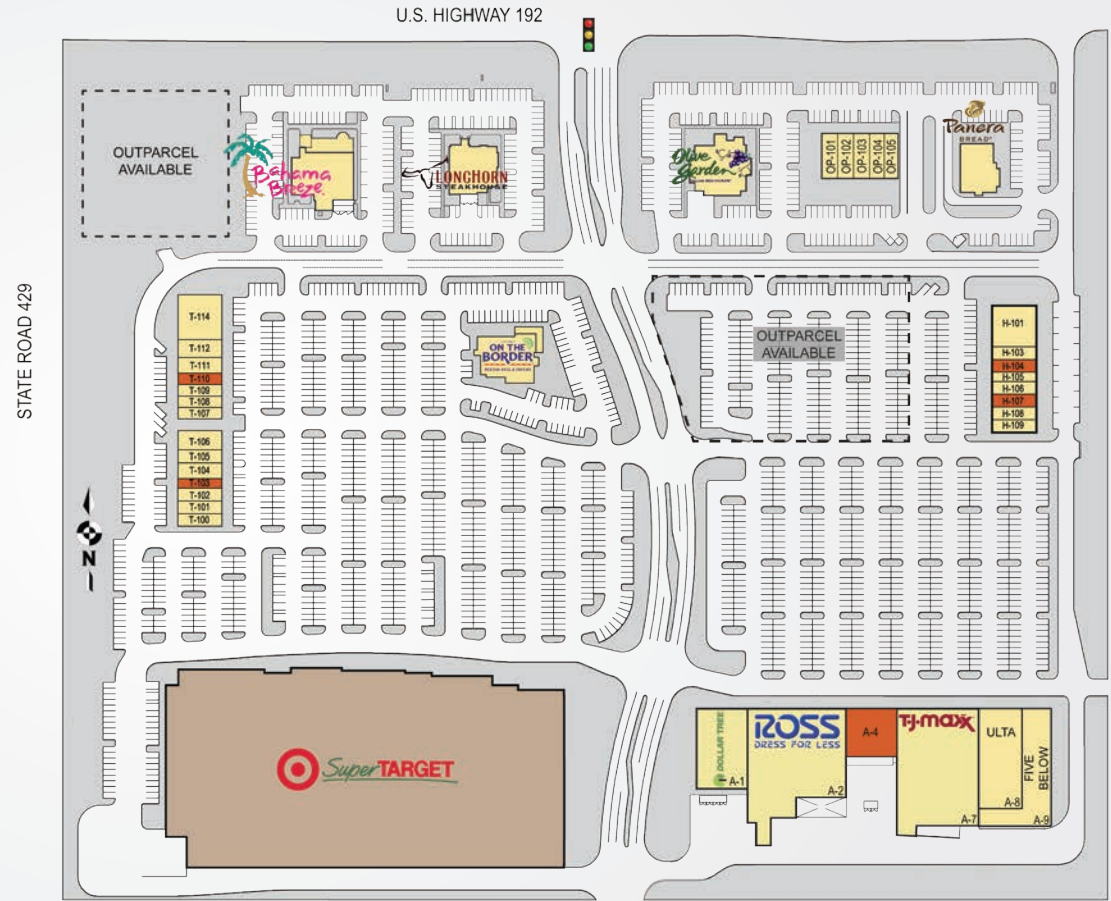 U.S. HIGHWAY 192
STATE ROAD 429
OUTPARCEL
AVAILABLE
Bahama
Breeze
LONGHORN
STEAKHOUSE
Olive
Garden
OP-101
OP-102
OP-103
OP-104
OP-105
Panera
BREAD
T-114
T-112
T-111
T-110
T-109
T-108
T-107
T-106
T-105
T-104
T-103
T-102
T-101
T-100
ON THE
BORDER
OUTPARCEL
AVAILABLE
H-101
H-103
H-104
H-105
H-106
H-107
H-108
H-109
N
SuperTARGET
DOLLAR TREE
A-1
ROSS
DRESS FOR LESS
A-2
A-4
T·J·maxx
A-7
ULTA
A-8
FIVE
BELOW
A-9